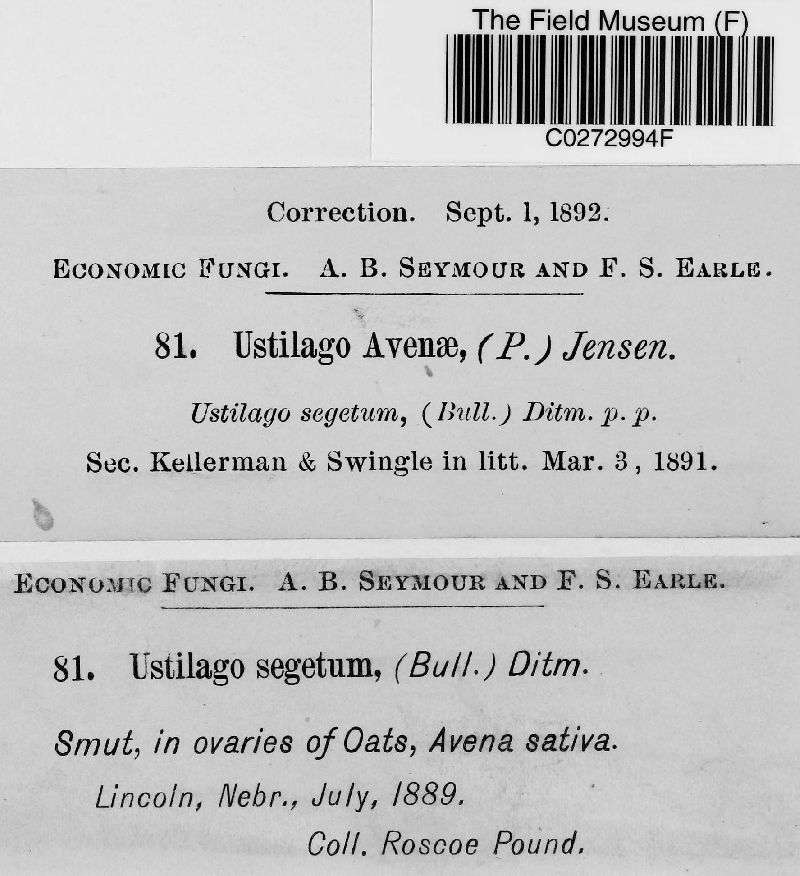 The Field Museum (F)
C0272994F
Correction. Sept. 1, 1892.
ECONOMIC FUNGI. A. B. SEYMOUR AND F. S. EARLE.
81. Ustilago Avenæ, (P.) Jensen.
Ustilago segetum, (Bull.) Ditm. p. p.
Sec. Kellerman & Swingle in litt. Mar. 3, 1891.
ECONOMIC FUNGI. A. B. SEYMOUR AND F. S. EARLE.
81. Ustilago segetum, (Bull.) Ditm.
Smut, in ovaries of Oats, Avena sativa.
Lincoln, Nebr., July, 1889.
Coll. Roscoe Pound.